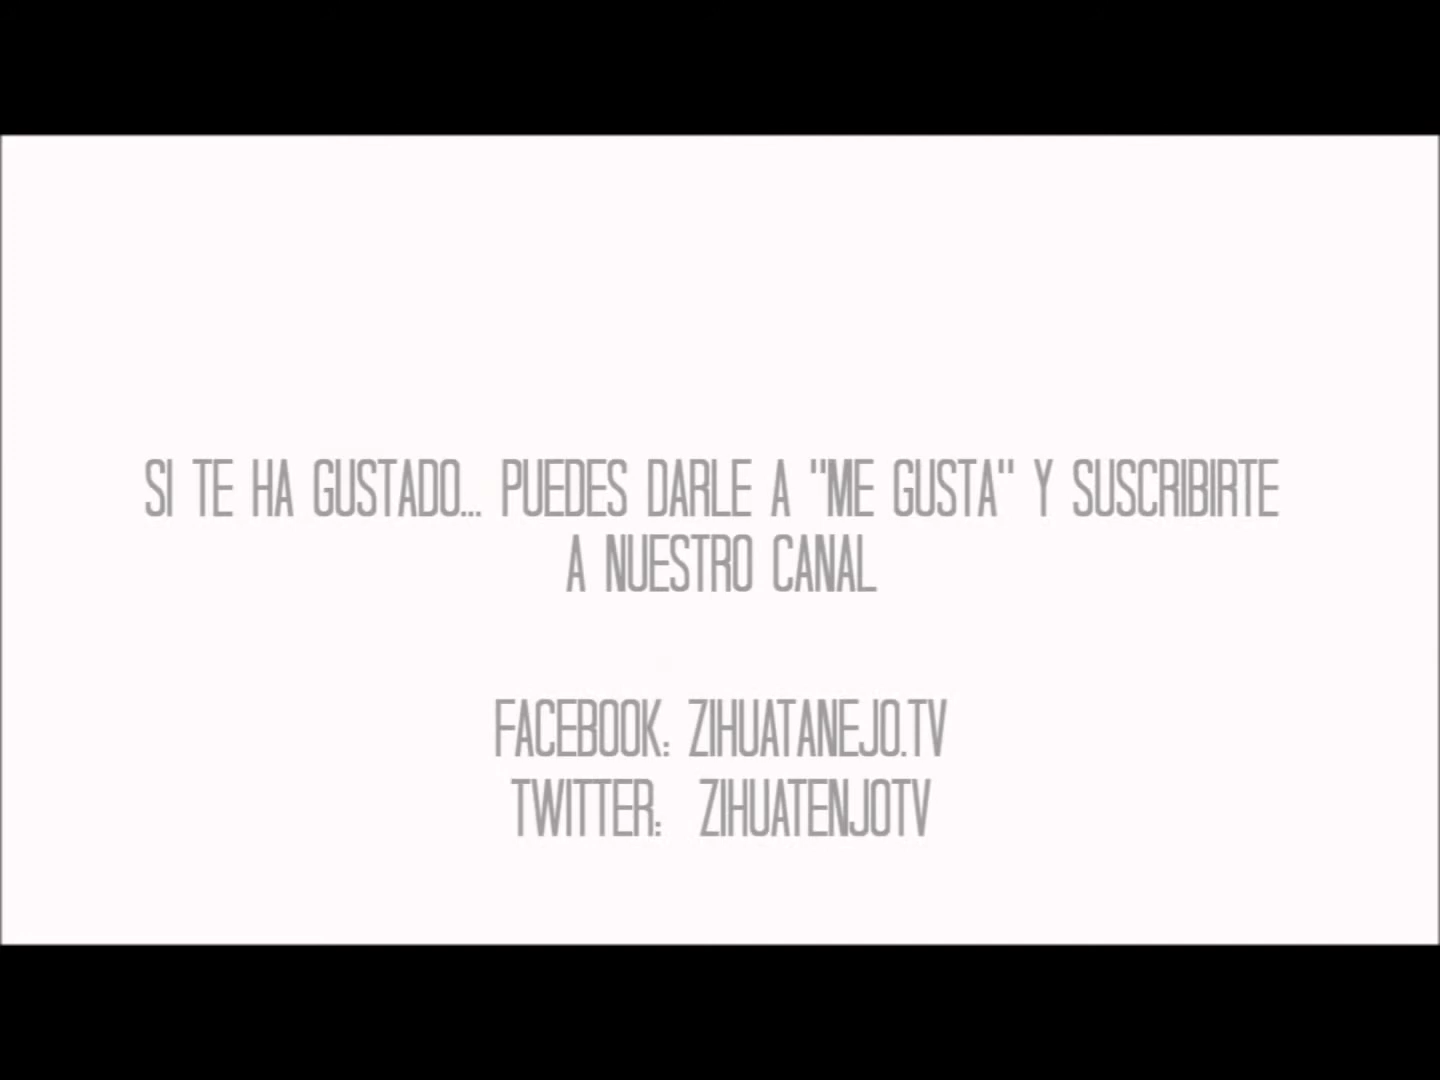 SI TE HA GUSTADO... PUEDES DARLE A "ME GUSTA" Y SUSCRIBIRTE
A NUESTRO CANAL
FACEBOOK: ZIHUATANEJO.TV
TWITTER: ZIHUATENJOTV